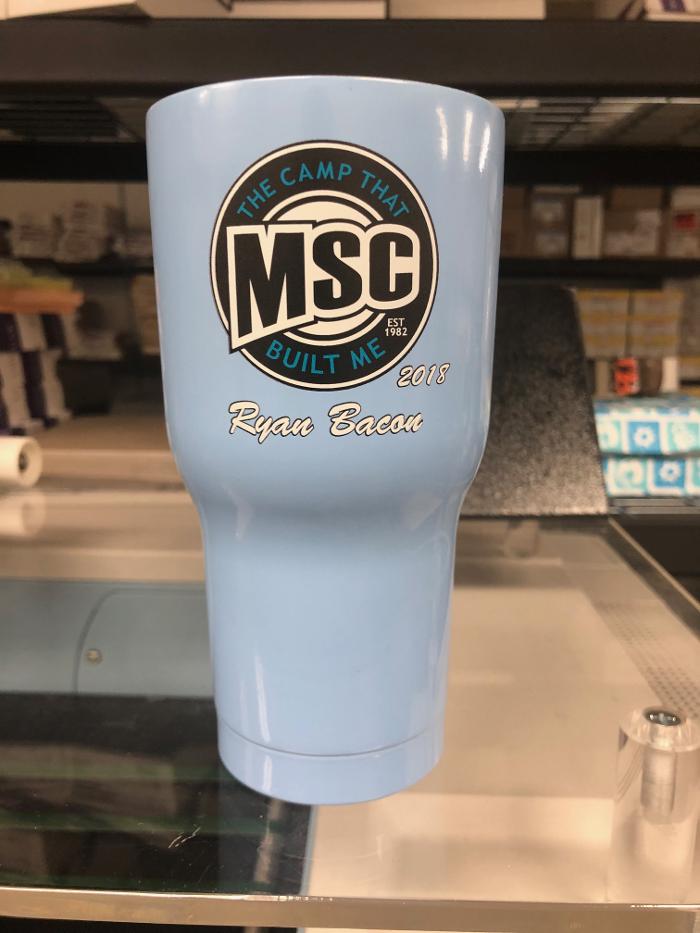 THE CAMP THAT
MSC
EST
1982
BUILT ME
2018
Ryan Bacon